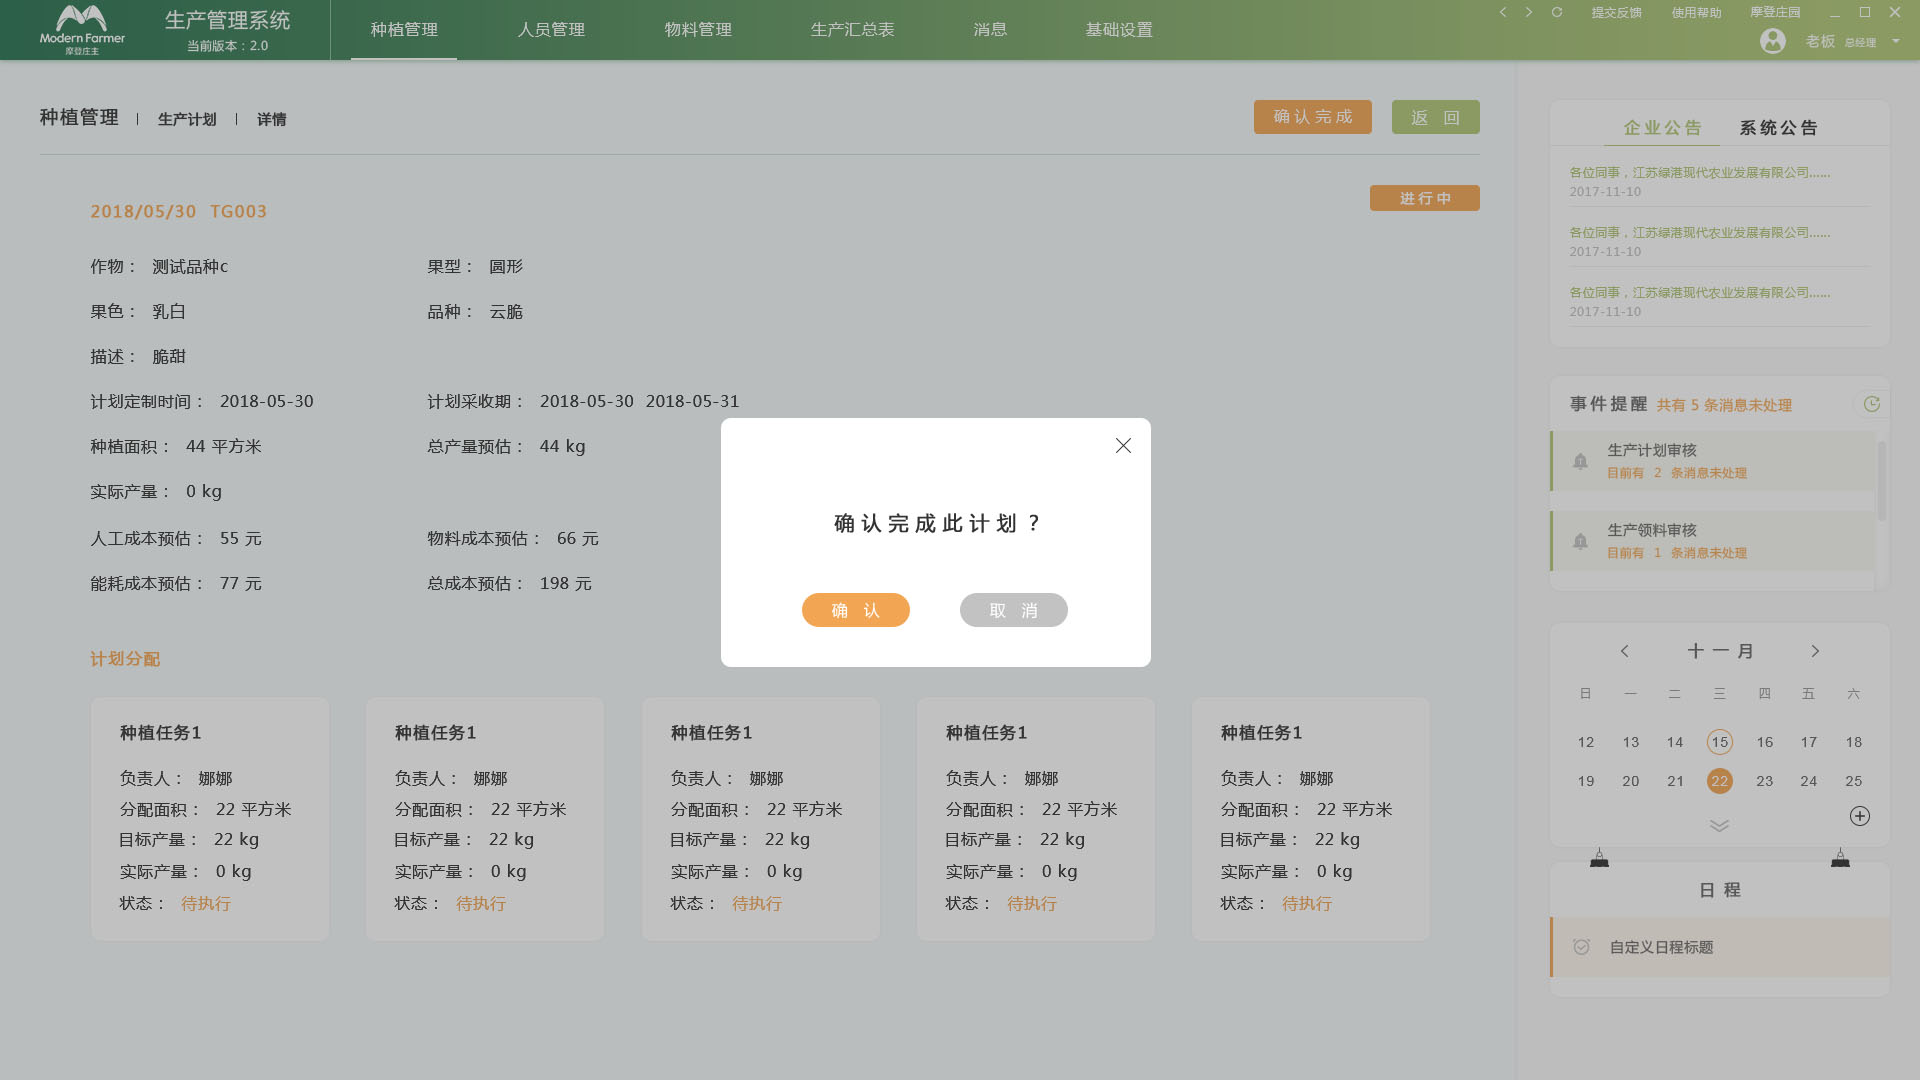 Modern Farmer
摩登庄主
生产管理系统
当前版本：2.0
种植管理
人员管理
物料管理
生产汇总表
消息
基础设置
提交反馈
使用帮助
摩登庄园
老板 总经理
种植管理 | 生产计划 | 详情
确认完成
返 回
2018/05/30 TG003
进行中
作物： 测试品种c
果型： 圆形
果色： 乳白
品种： 云脆
描述： 脆甜
计划定制时间： 2018-05-30
计划采收期： 2018-05-30 2018-05-31
种植面积： 44 平方米
总产量预估： 44 kg
实际产量： 0 kg
人工成本预估： 55 元
物料成本预估： 66 元
能耗成本预估： 77 元
总成本预估： 198 元
确认完成此计划？
确 认
取 消
计划分配
种植任务1
负责人： 娜娜
分配面积： 22 平方米
目标产量： 22 kg
实际产量： 0 kg
状态： 待执行
种植任务1
负责人： 娜娜
分配面积： 22 平方米
目标产量： 22 kg
实际产量： 0 kg
状态： 待执行
种植任务1
负责人： 娜娜
分配面积： 22 平方米
目标产量： 22 kg
实际产量： 0 kg
状态： 待执行
种植任务1
负责人： 娜娜
分配面积： 22 平方米
目标产量： 22 kg
实际产量： 0 kg
状态： 待执行
种植任务1
负责人： 娜娜
分配面积： 22 平方米
目标产量： 22 kg
实际产量： 0 kg
状态： 待执行
企业公告
系统公告
各位同事，江苏绿港现代农业发展有限公司……
2017-11-10
各位同事，江苏绿港现代农业发展有限公司……
2017-11-10
各位同事，江苏绿港现代农业发展有限公司……
2017-11-10
事件提醒 共有 5 条消息未处理
生产计划审核
目前有 2 条消息未处理
生产领料审核
目前有 1 条消息未处理
十一月
日 一 二 三 四 五 六
12 13 14 15 16 17 18
19 20 21 22 23 24 25
日 程
自定义日程标题